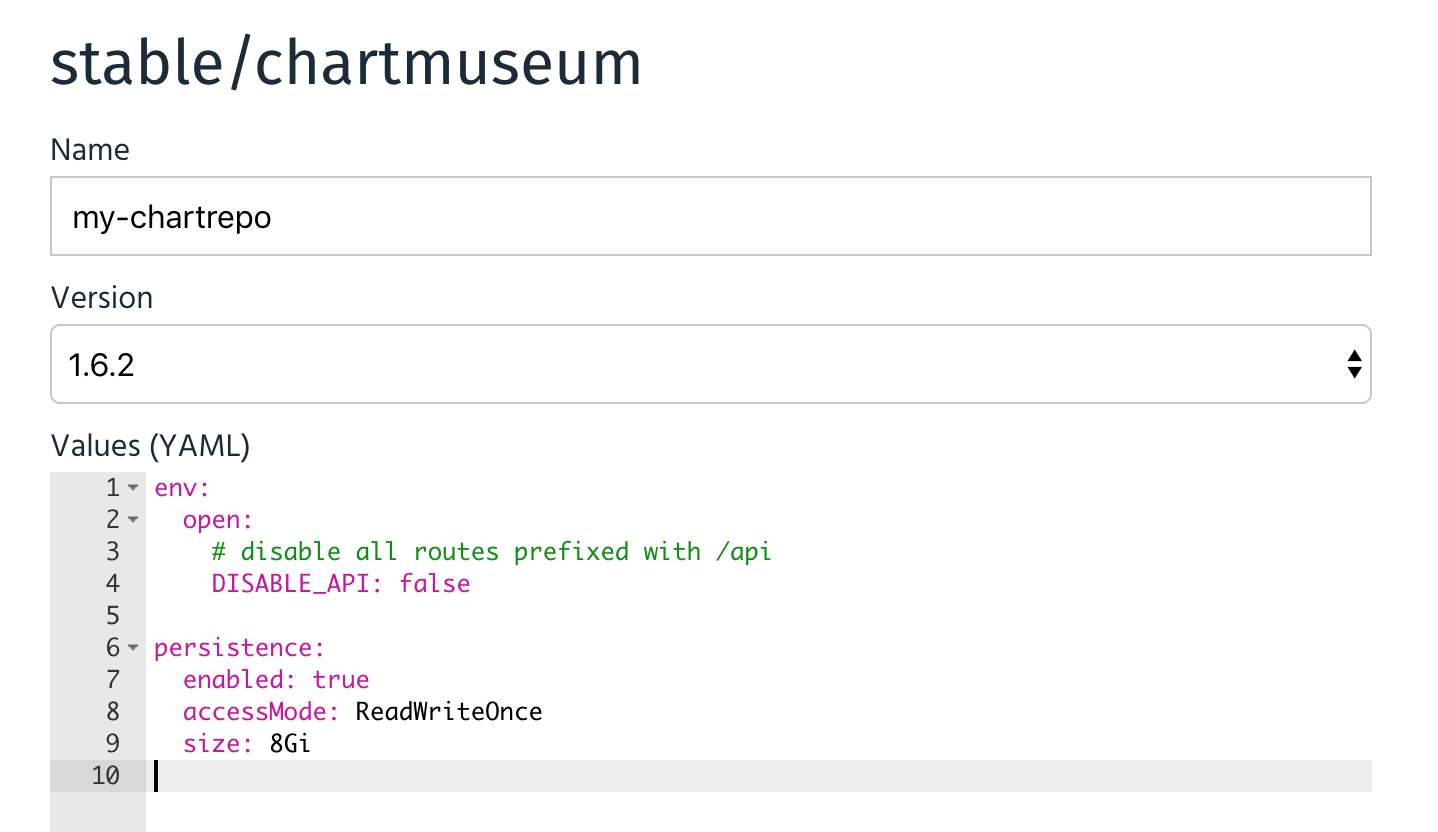 stable/chartmuseum
Name
my-chartrepo
Version
1.6.2
Values (YAML)
1 env:
2   open:
3     # disable all routes prefixed with /api
4     DISABLE_API: false
5
6 persistence:
7   enabled: true
8   accessMode: ReadWriteOnce
9   size: 8Gi
10